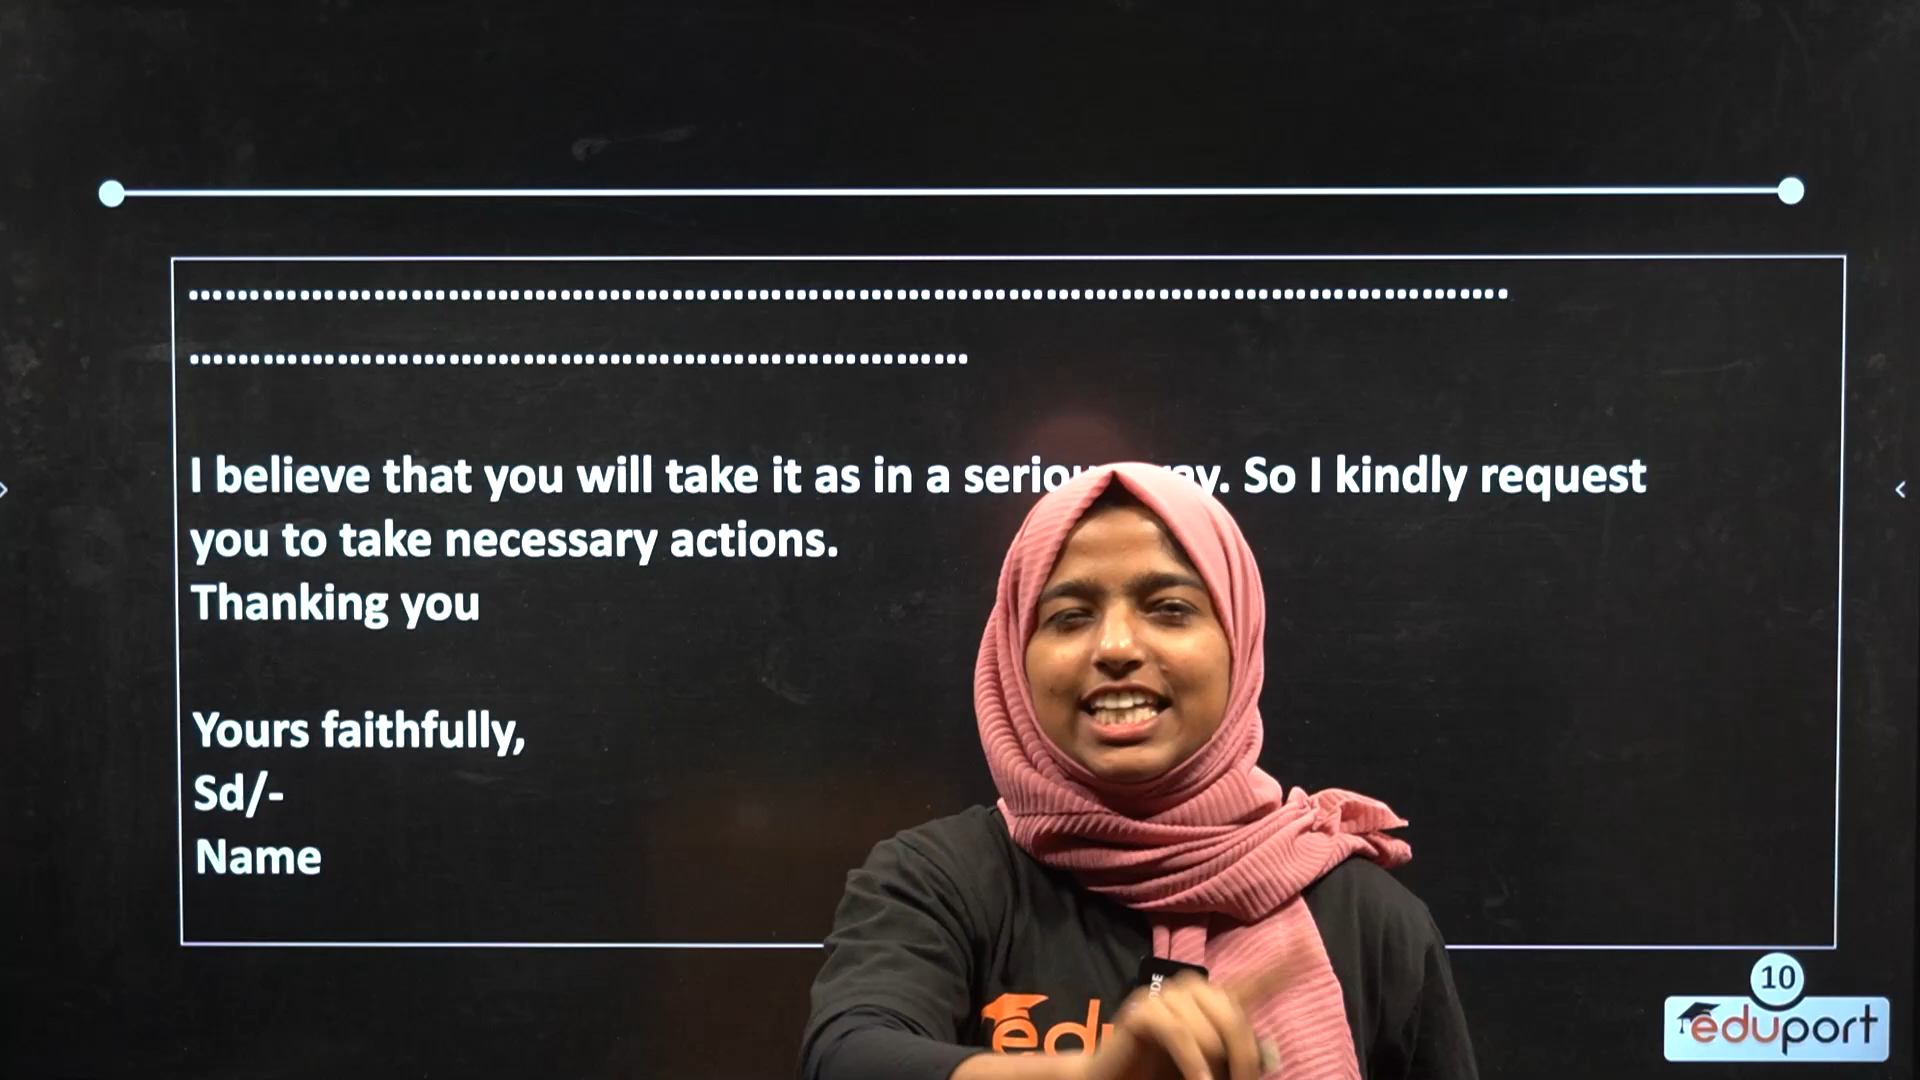 .............................................................................................................
................................................................
I believe that you will take it as in a So I kindly request
you to take necessary actions.
Thanking you
Yours faithfully,
Sd/-
Name
10
eduport